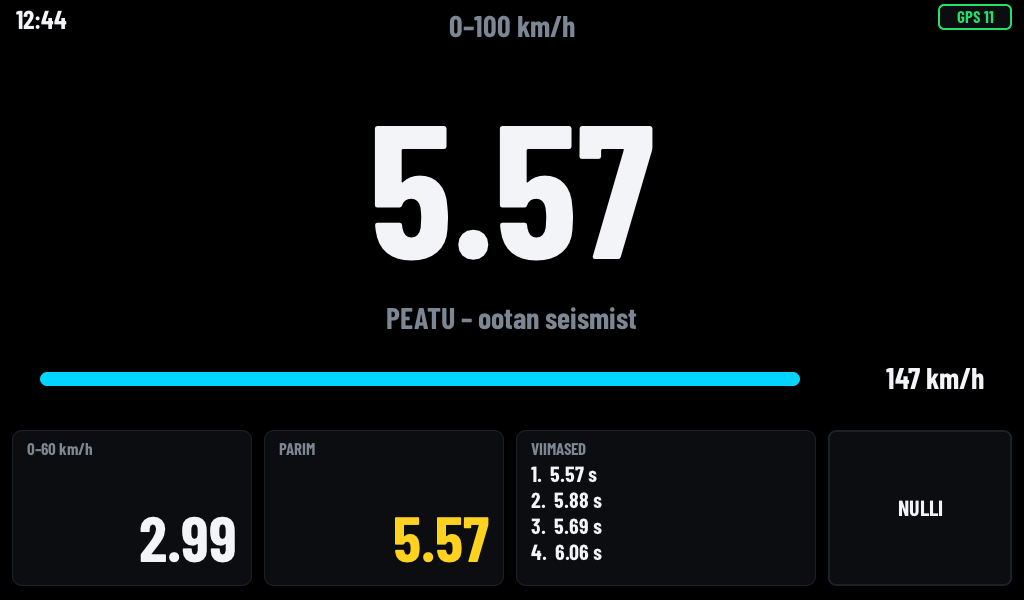 12:44
0–100 km/h
GPS 11
5.57
PEATU – ootan seismist
147 km/h
0–60 km/h
2.99
PARIM
5.57
VIIMASED
1. 5.57 s
2. 5.88 s
3. 5.69 s
4. 6.06 s
NULLI